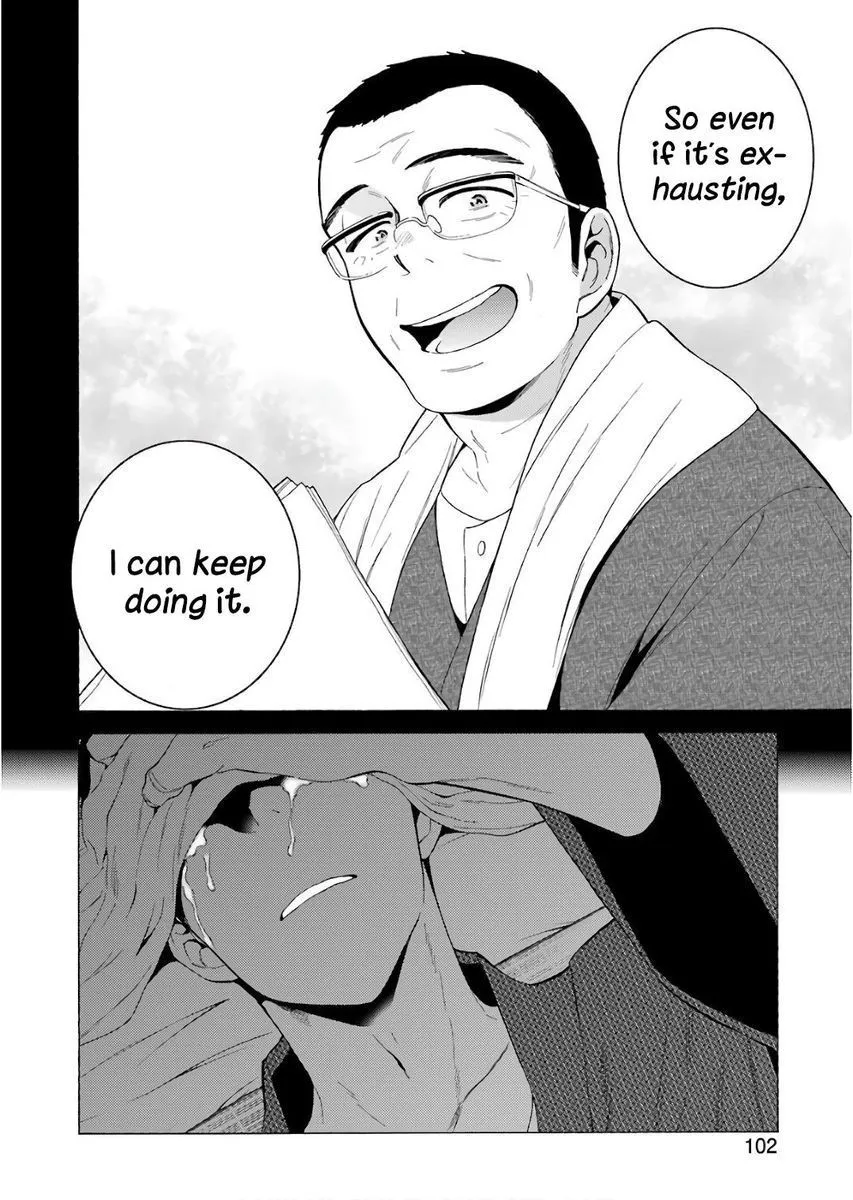 So even
if it's ex-
hausting,
I can keep
doing it.
102